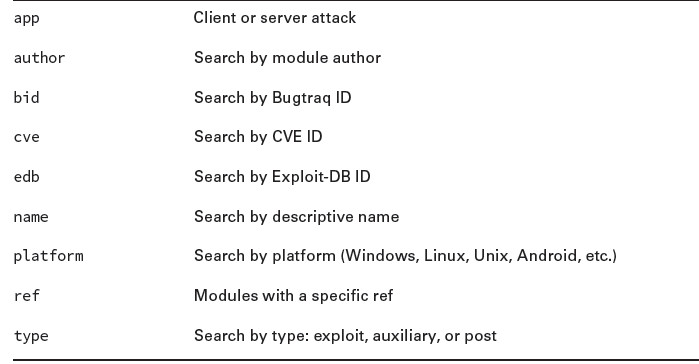 app Client or server attack
author Search by module author
bid Search by Bugtraq ID
cve Search by CVE ID
edb Search by Exploit-DB ID
name Search by descriptive name
platform Search by platform (Windows, Linux, Unix, Android, etc.)
ref Modules with a specific ref
type Search by type: exploit, auxiliary, or post